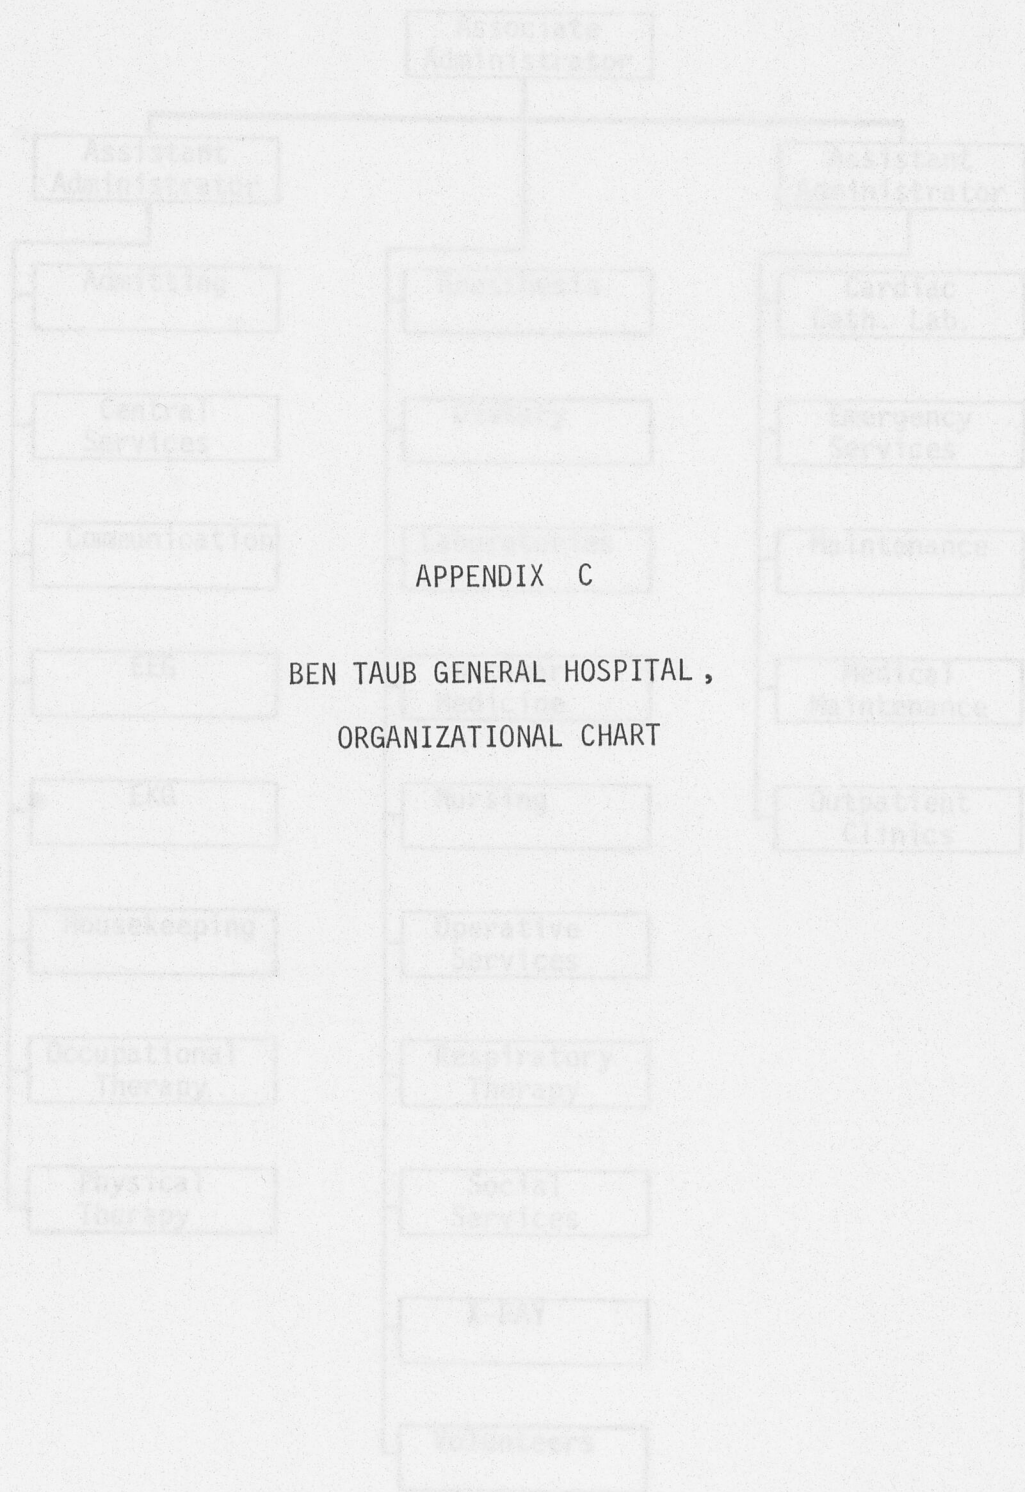 Associate
Administrator
Assistant
Administrator
Assistant
Administrator
Admitting
Cardiac
Cath. Lab.
Central
Services
Emergency
Services
Communication
Laboratories
Maintenance
APPENDIX C
BEN TAUB GENERAL HOSPITAL,
ORGANIZATIONAL CHART
EEG
Medicine
Medical
Maintenance
EKG
Nursing
Outpatient
Clinics
Housekeeping
Operative
Services
Occupational
Therapy
Respiratory
Therapy
Physical
Therapy
Social
Services
X-RAY
Volunteers